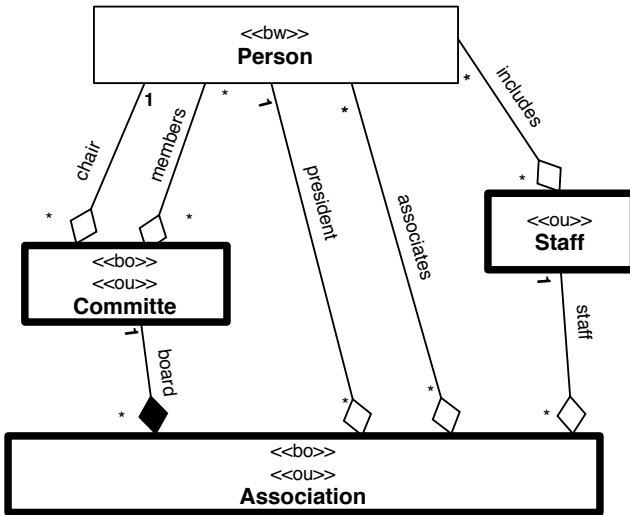 <<bw>>
Person
1
*
1
*
*
chair
members
president
associates
includes
*
*
*
<<bo>>
<<ou>>
Committe
<<ou>>
Staff
1
1
board
staff
*
*
*
*
<<bo>>
<<ou>>
Association